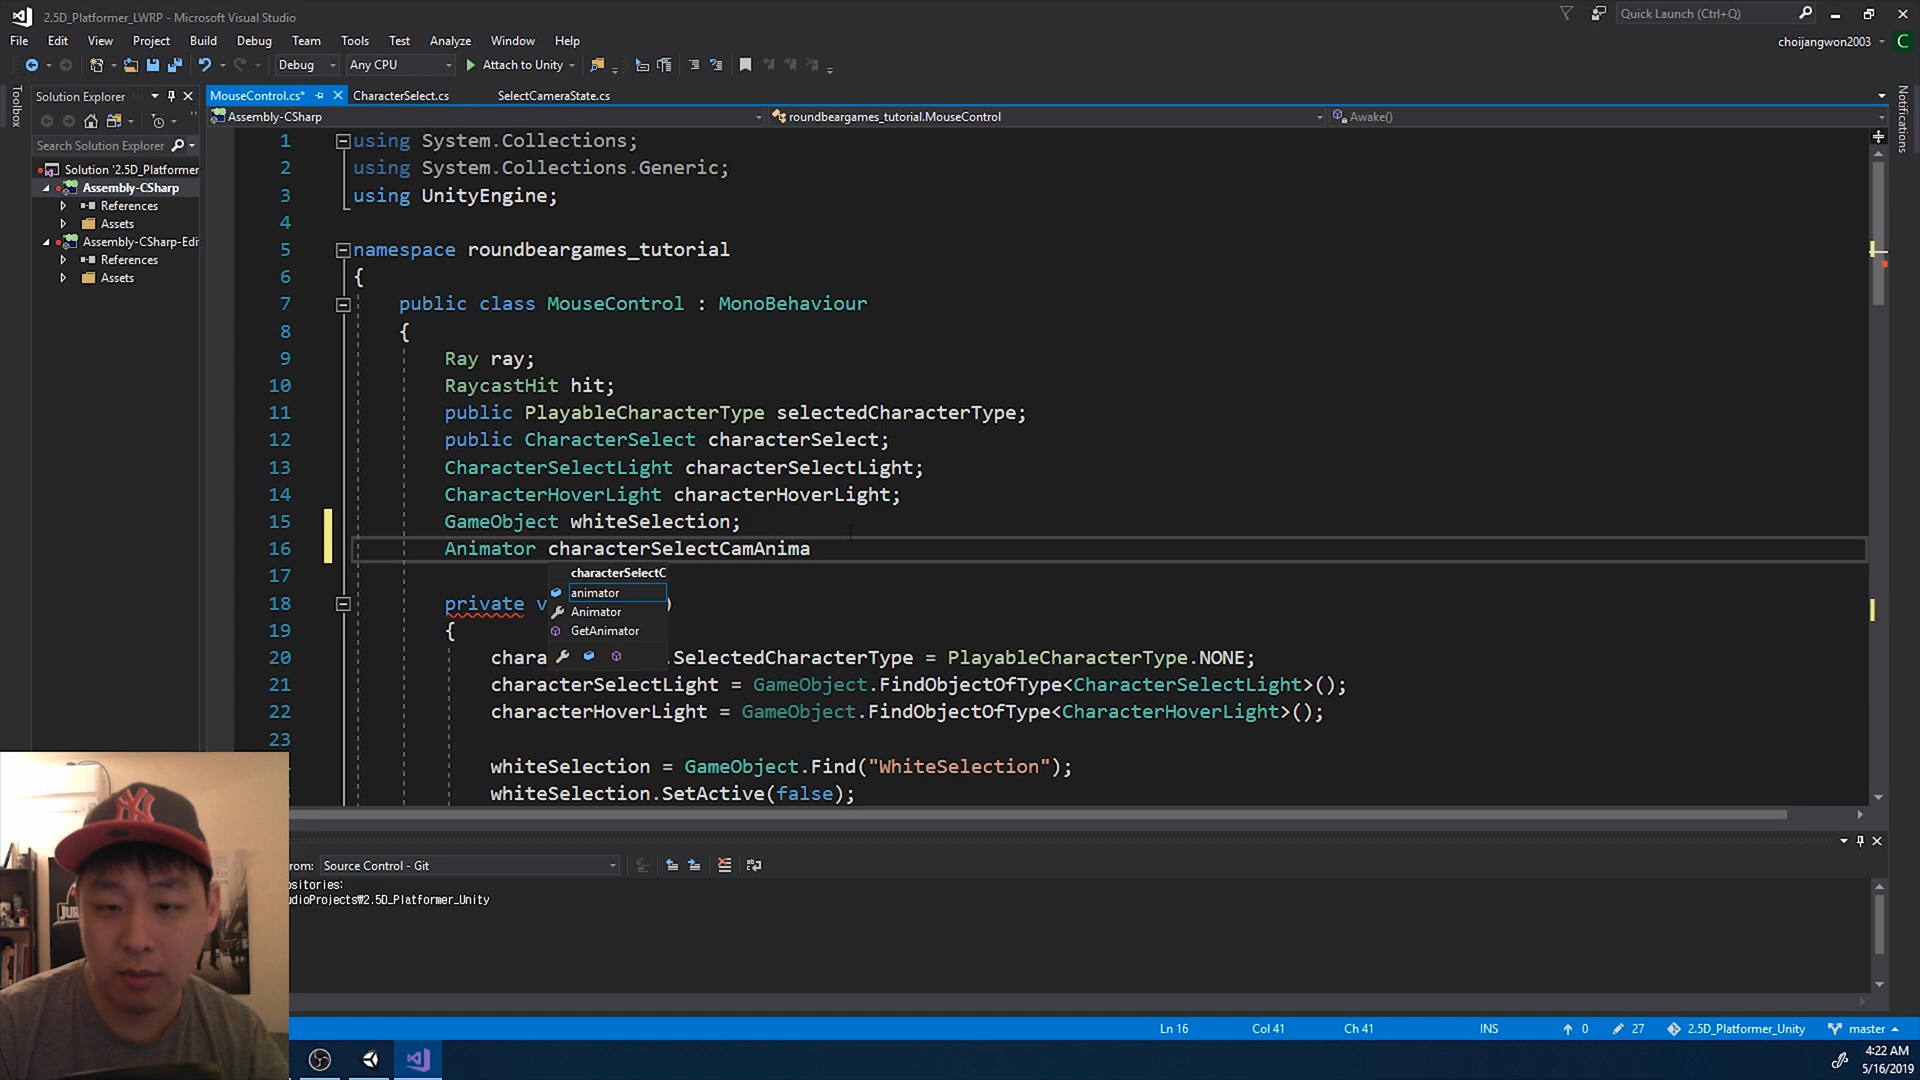 2.5D_Platformer_LWRP - Microsoft Visual Studio
Quick Launch (Ctrl+Q)
File Edit View Project Build Debug Team Tools Test Analyze Window Help
choijangwon2003 C
Debug Any CPU Attach to Unity
Toolbox
Solution Explorer
MouseControl.cs* CharacterSelect.cs SelectCameraState.cs
Notifications
Assembly-CSharp roundbeargames_tutorial.MouseControl Awake()
Search Solution Explorer
Solution '2.5D_Platformer
Assembly-CSharp
References
Assets
Assembly-CSharp-Edi
References
Assets
1 using System.Collections;
2 using System.Collections.Generic;
3 using UnityEngine;
4
5 namespace roundbeargames_tutorial
6 {
7 public class MouseControl : MonoBehaviour
8 {
9 Ray ray;
10 RaycastHit hit;
11 public PlayableCharacterType selectedCharacterType;
12 public CharacterSelect characterSelect;
13 CharacterSelectLight characterSelectLight;
14 CharacterHoverLight characterHoverLight;
15 GameObject whiteSelection;
16 Animator characterSelectCamAnima
characterSelectC
animator
Animator
GetAnimator
17
18 private v )
19 {
20 chara .SelectedCharacterType = PlayableCharacterType.NONE;
21 characterSelectLight = GameObject.FindObjectOfType<CharacterSelectLight>();
22 characterHoverLight = GameObject.FindObjectOfType<CharacterHoverLight>();
23
whiteSelection = GameObject.Find("WhiteSelection");
whiteSelection.SetActive(false);
rom: Source Control - Git
ositories:
udioProjects₩2.5D_Platformer_Unity
Ln 16 Col 41 Ch 41 INS 0 27 2.5D_Platformer_Unity master
4:22 AM
5/16/2019